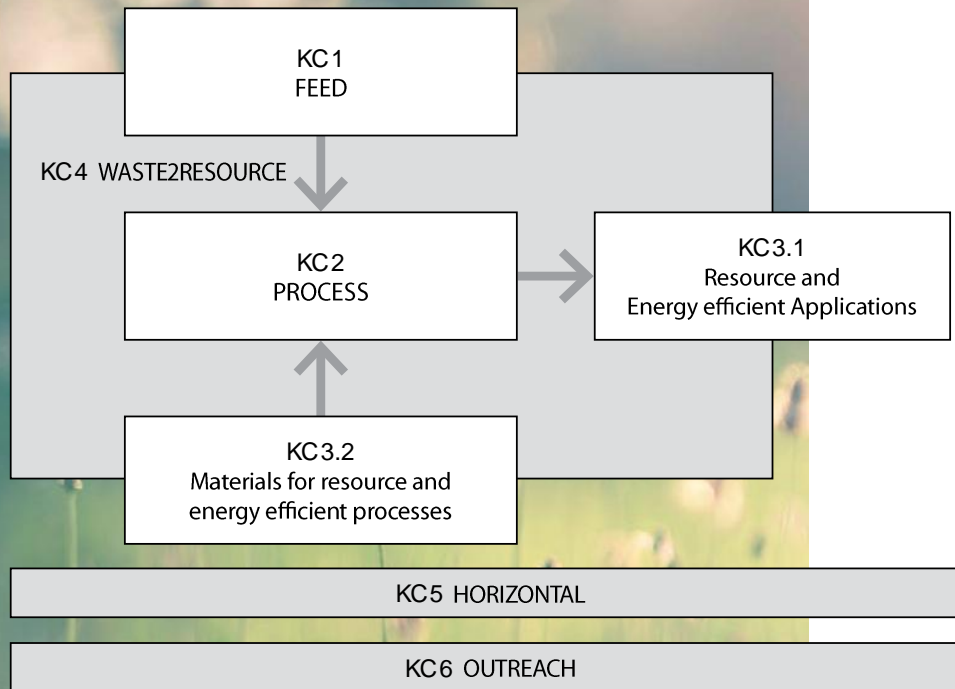 KC1
FEED
KC4 WASTE2RESOURCE
KC2
PROCESS
KC3.1
Resource and
Energy efficient Applications
KC3.2
Materials for resource and
energy efficient processes
KC5 HORIZONTAL
KC6 OUTREACH